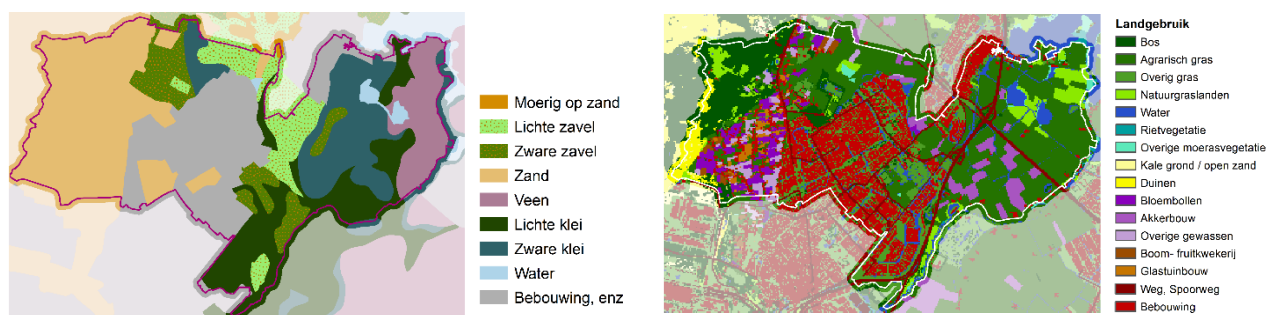 Moerig op zand
Lichte zavel
Zware zavel
Zand
Veen
Lichte klei
Zware klei
Water
Bebouwing, enz
Landgebruik
Bos
Agrarisch gras
Overig gras
Natuurgraslanden
Water
Rietvegetatie
Overige moerasvegetatie
Kale grond / open zand
Duinen
Bloembollen
Akkerbouw
Overige gewassen
Boom- fruitkwekerij
Glastuinbouw
Weg, Spoorweg
Bebouwing